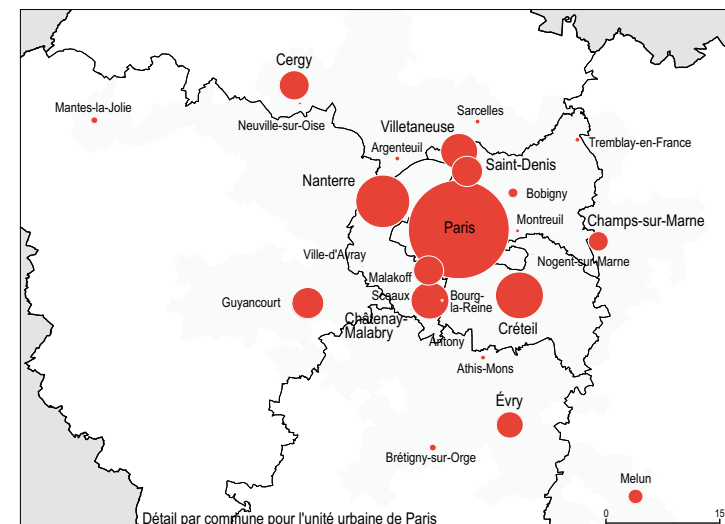 Cergy
Mantes-la-Jolie
Neuville-sur-Oise
Sarcelles
Villetaneuse
Argenteuil
Tremblay-en-France
Saint-Denis
Nanterre
Bobigny
Paris
Montreuil
Champs-sur-Marne
Ville-d'Avray
Nogent-sur-Marne
Malakoff
Guyancourt
Sceaux
Bourg-
la-Reine
Châtenay-
Malabry
Créteil
Antony
Athis-Mons
Évry
Brétigny-sur-Orge
Melun
Détail par commune pour l'unité urbaine de Paris
0
15